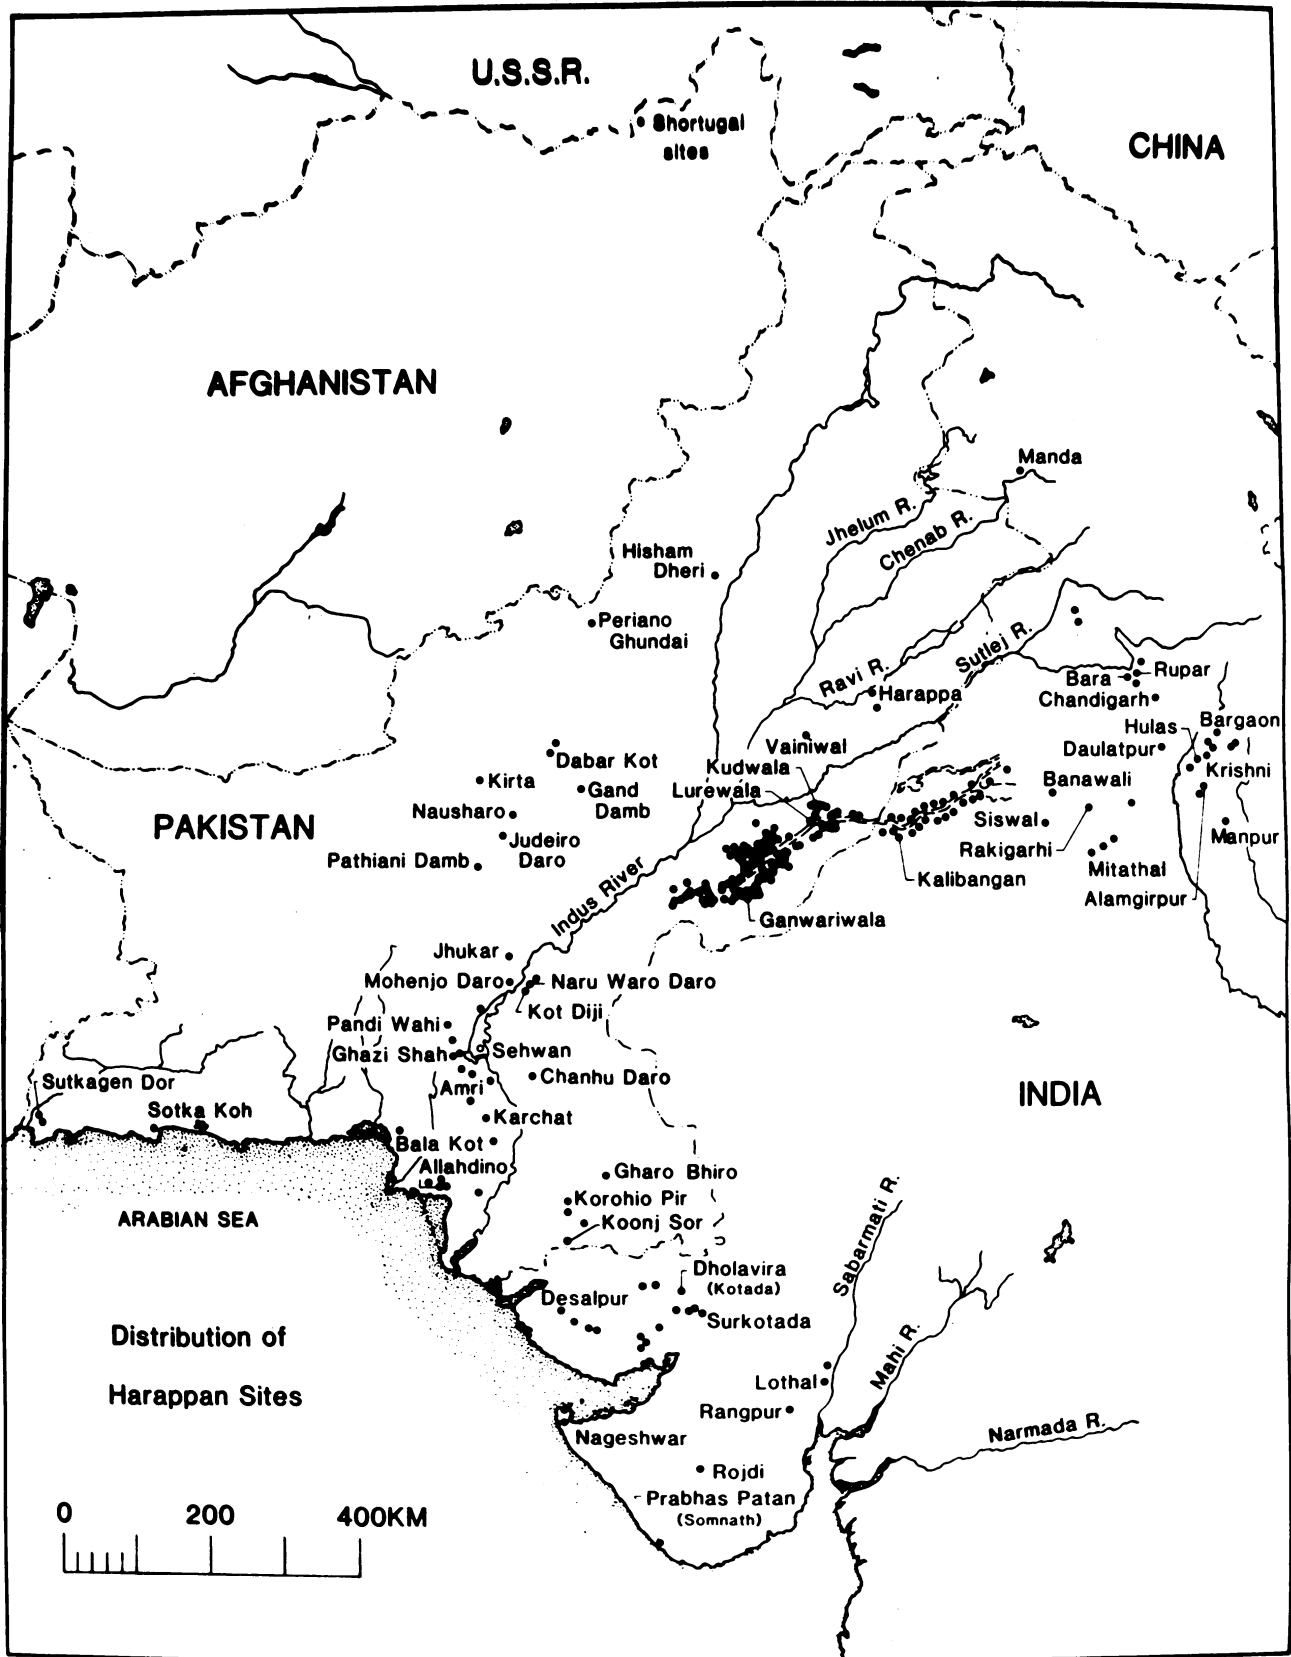 U.S.S.R.
Shortugal
sites
CHINA
AFGHANISTAN
Manda
Jhelum R.
Chenab R.
Hisham
Dheri
Periano
Ghundai
Sutlej R.
Ravi R.
Harappa
Bara
Rupar
Chandigarh
Hulas
Bargaon
Vainiwal
Daulatpur
Kudwala
Krishni
Dabar Kot
Kirta
Lurewala
Banawali
Gand
Damb
Nausharo
PAKISTAN
Siswal
Manpur
Judeiro
Daro
Rakigarhi
Pathiani Damb
Mitathal
Kalibangan
Alamgirpur
Indus River
Ganwariwala
Jhukar
Mohenjo Daro
Naru Waro Daro
Kot Diji
Pandi Wahi
Ghazi Shah
Sehwan
Sutkagen Dor
Amri
Chanhu Daro
INDIA
Sotka Koh
Karchat
Bala Kot
Allahdino
Gharo Bhiro
Korohio Pir
ARABIAN SEA
Koonj Sor
Sabarmati R.
Dholavira
(Kotada)
Desalpur
Surkotada
Distribution of
Harappan Sites
Mahi R.
Lothal
Rangpur
Nageshwar
Narmada R.
Rojdi
Prabhas Patan
(Somnath)
0 200 400KM